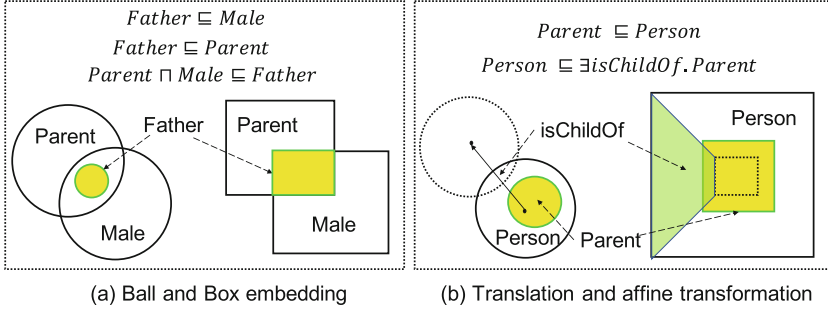 Father ⊑ Male
Father ⊑ Parent
Parent ⊓ Male ⊑ Father
Parent
Father
Parent
Male
Male
(a) Ball and Box embedding
Parent ⊑ Person
Person ⊑ ∃isChildOf.Parent
isChildOf
Person
Person
Parent
(b) Translation and affine transformation